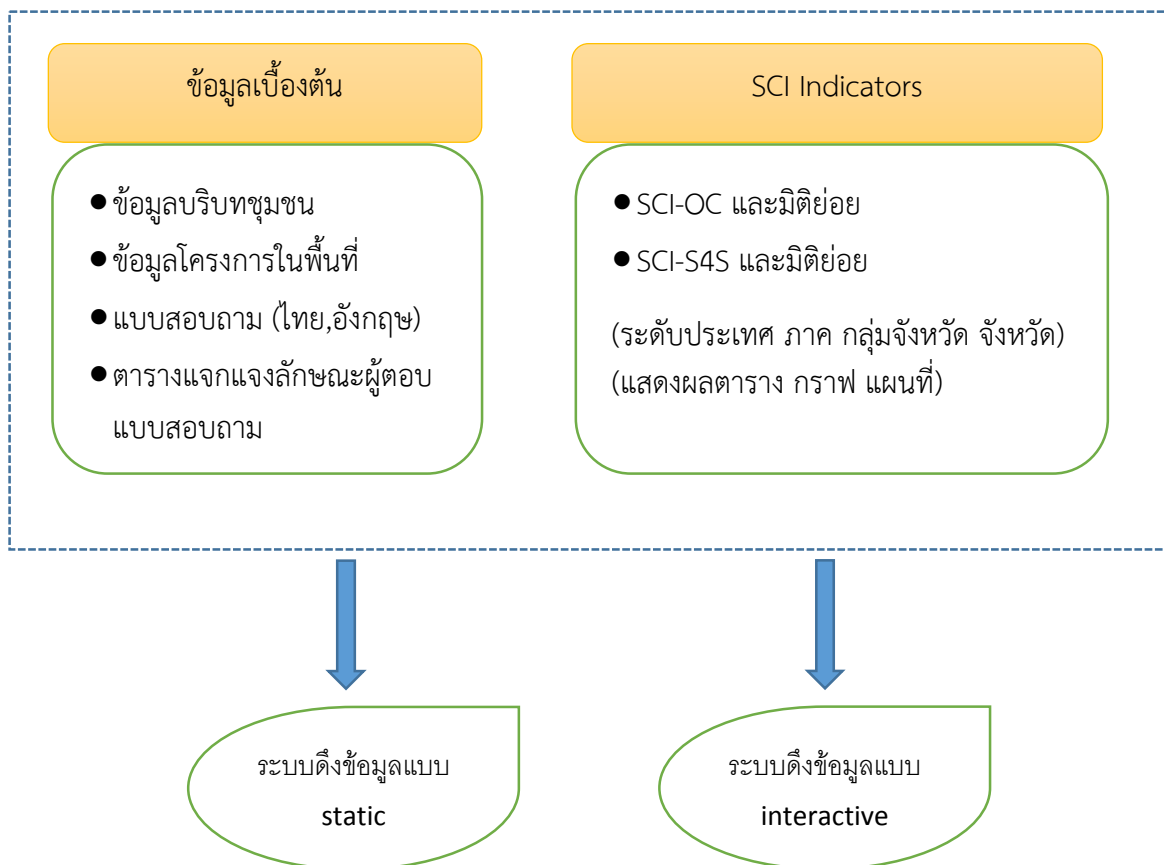 ข้อมูลเบื้องต้น
● ข้อมูลบริบทชุมชน
● ข้อมูลโครงการในพื้นที่
● แบบสอบถาม (ไทย,อังกฤษ)
● ตารางแจกแจงลักษณะผู้ตอบ
แบบสอบถาม
SCI Indicators
● SCI-OC และมิติย่อย
● SCI-S4S และมิติย่อย
(ระดับประเทศ ภาค กลุ่มจังหวัด จังหวัด)
(แสดงผลตาราง กราฟ แผนที่)
ระบบดึงข้อมูลแบบ
static
ระบบดึงข้อมูลแบบ
interactive